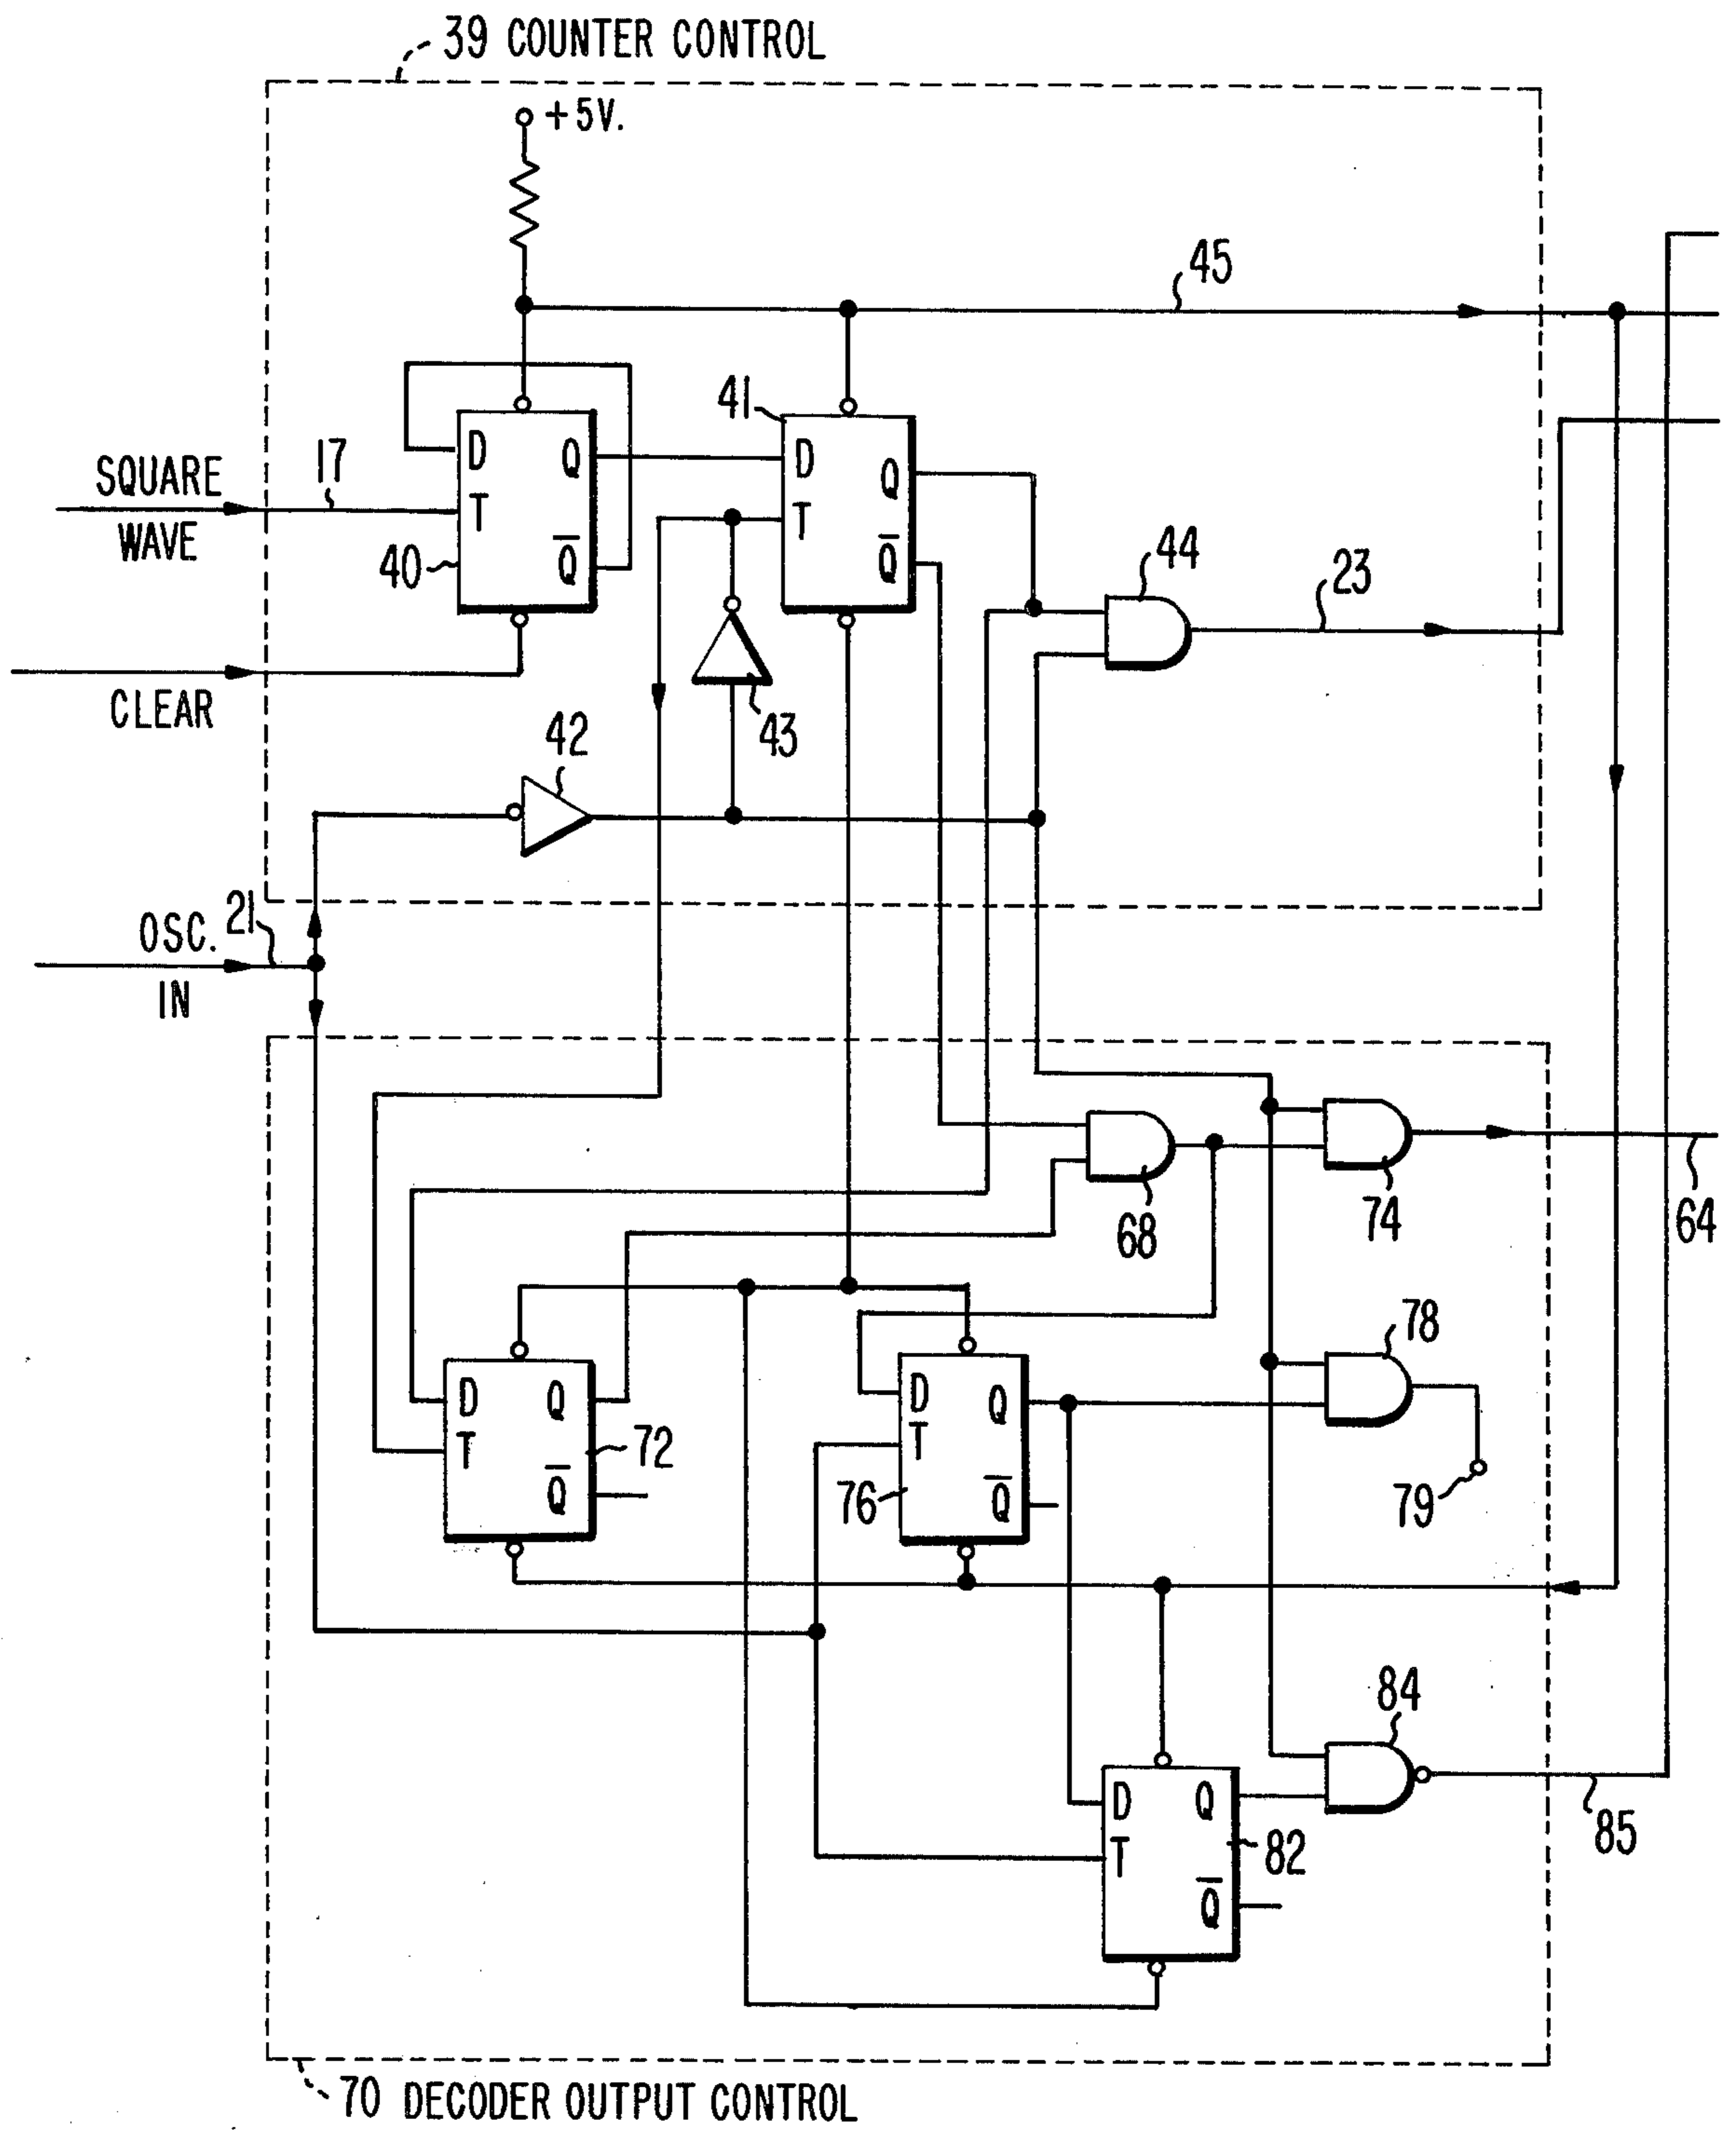 39 COUNTER CONTROL
+5V.
45
41
SQUARE
WAVE
17
D
Q
T
Q̅
40
D
Q
T
Q̅
44
23
CLEAR
42
43
OSC.
IN
21
68
74
64
D
Q
T
Q̅
72
D
Q
T
Q̅
76
78
79
84
D
Q
T
Q̅
82
85
70 DECODER OUTPUT CONTROL